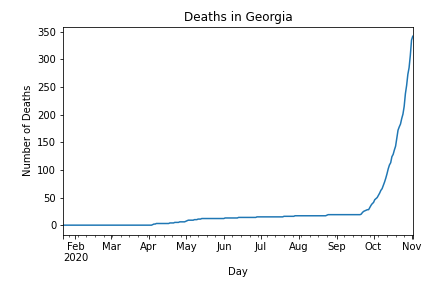 Deaths in Georgia
Number of Deaths
350
300
250
200
150
100
50
0
Feb Mar Apr May Jun Jul Aug Sep Oct Nov
2020
Day